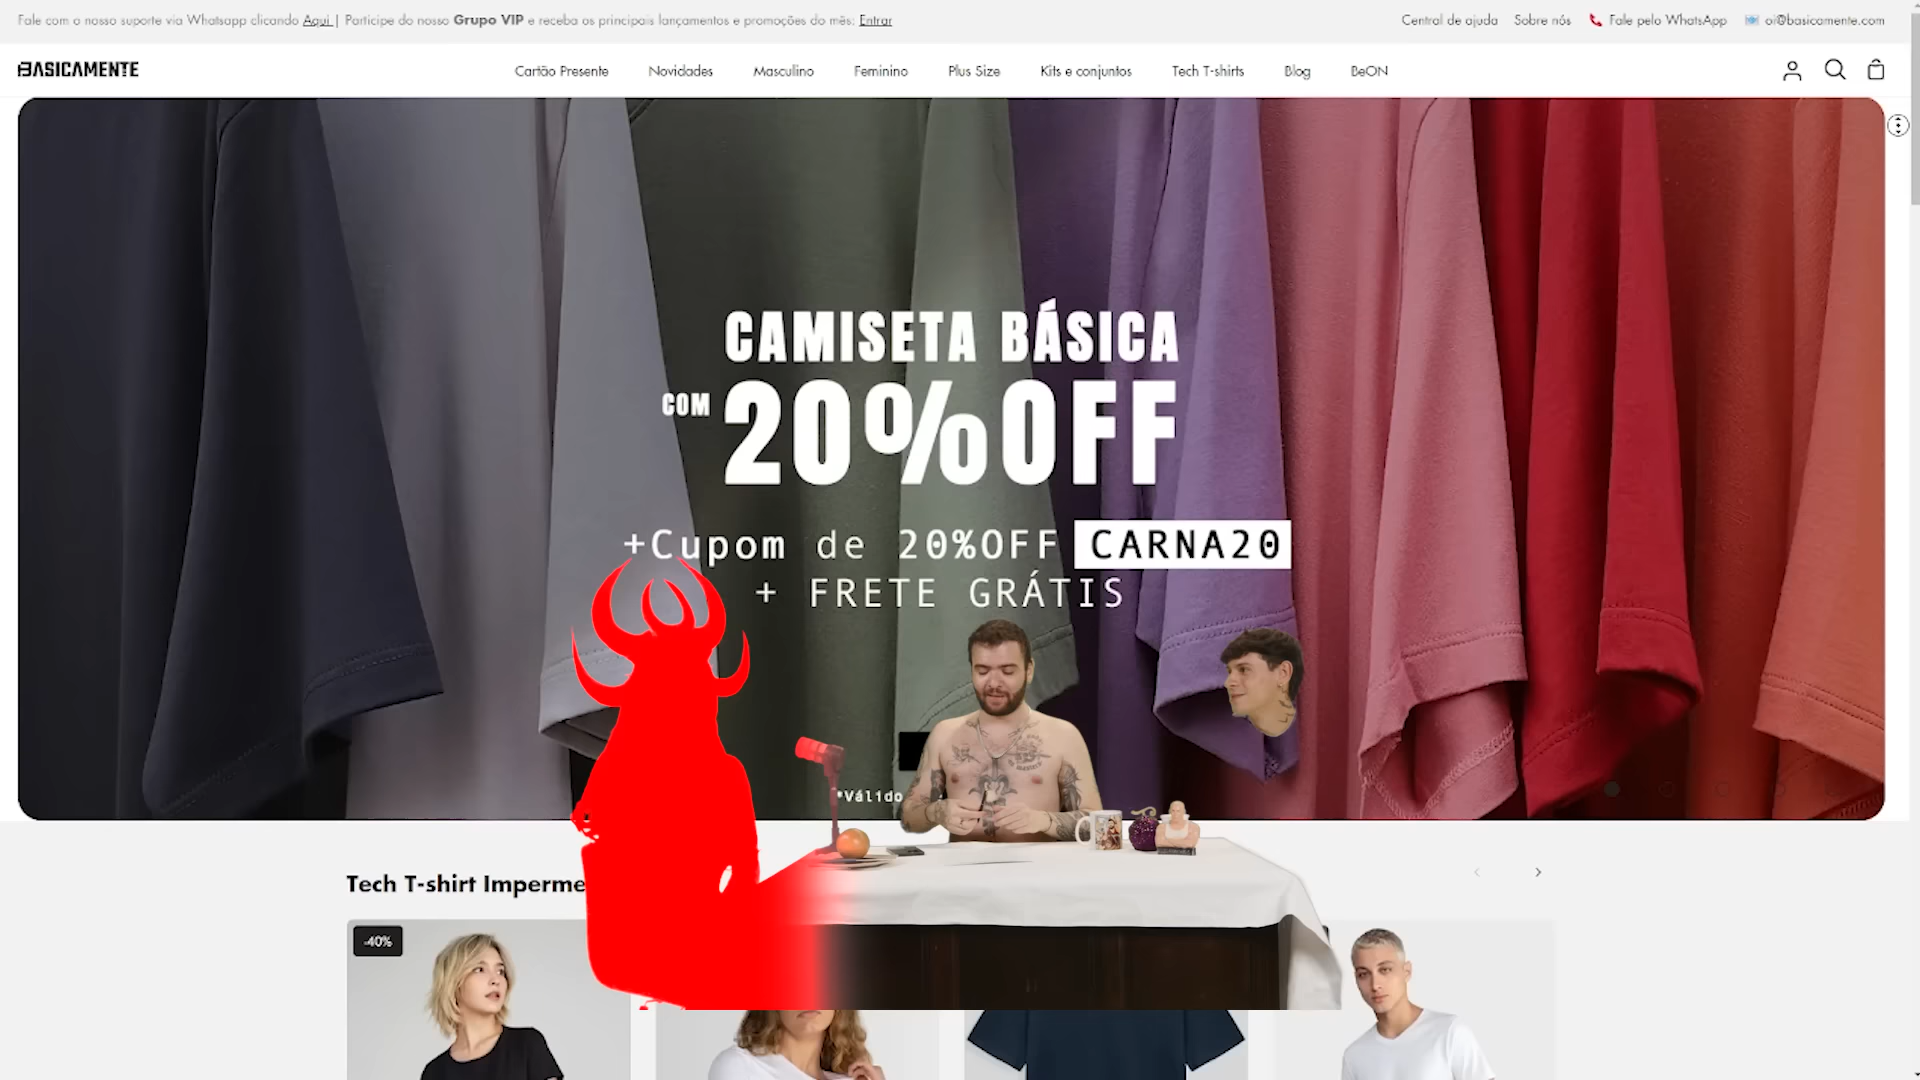 Fale com o nosso suporte via Whatsapp clicando Aqui | Participe do nosso Grupo VIP e receba os principais lançamentos e promoções do mês: Entrar
Central de ajuda Sobre nós Fale pelo WhatsApp oi@basicamente.com
BASICAMENTE
Cartão Presente Novidades Masculino Feminino Plus Size Kits e conjuntos Tech T-shirts Blog BeON
CAMISETA BÁSICA
COM 20%OFF
+Cupom de 20%OFF CARNA20
+ FRETE GRÁTIS
*Válido
Tech T-shirt Imperme
-40%